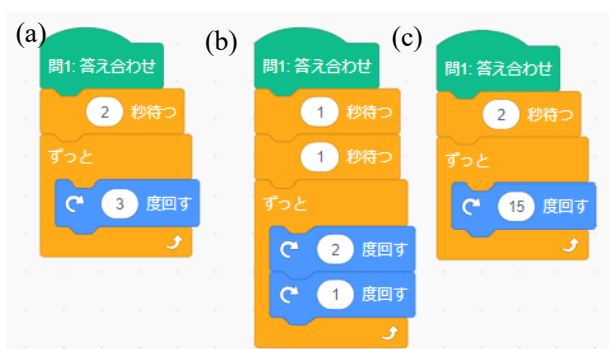 (a)
問1: 答え合わせ
2 秒待つ
ずっと
3 度回す
(b)
問1: 答え合わせ
1 秒待つ
1 秒待つ
ずっと
2 度回す
1 度回す
(c)
問1: 答え合わせ
2 秒待つ
ずっと
15 度回す